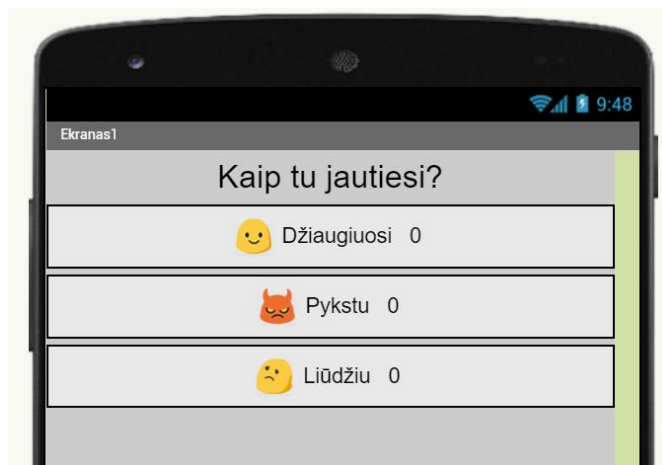 9:48
Ekranas1
Kaip tu jautiesi?
Džiaugiuosi 0
Pykstu 0
Liūdžiu 0